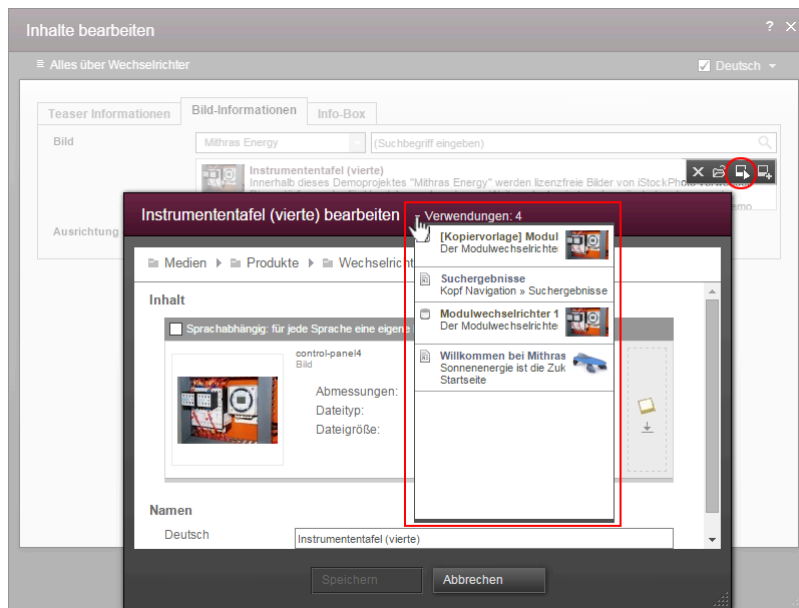 Inhalte bearbeiten
?
Alles über Wechselrichter
Deutsch
Teaser Informationen
Bild-Informationen
Info-Box
Bild
Mithras Energy
(Suchbegriff eingeben)
Instrumententafel (vierte)
Innerhalb dieses Demoprojektes "Mithras Energy" werden lizenzfreie Bilder von iStockPhoto
Ausrichtung
Instrumententafel (vierte) bearbeiten
Verwendungen: 4
Medien
Produkte
Wechselricht
[Kopiervorlage] Modul
Der Modulwechselrichte
Suchergebnisse
Kopf Navigation » Suchergebnisse
Modulwechselrichter 1
Der Modulwechselrichte
Willkommen bei Mithras
Sonnenenergie ist die Zuk
Startseite
Inhalt
Sprachabhängig: für jede Sprache eine eigene
control-panel4
Bild
Abmessungen:
Dateityp:
Dateigröße:
Namen
Deutsch
Instrumententafel (vierte)
Speichern
Abbrechen